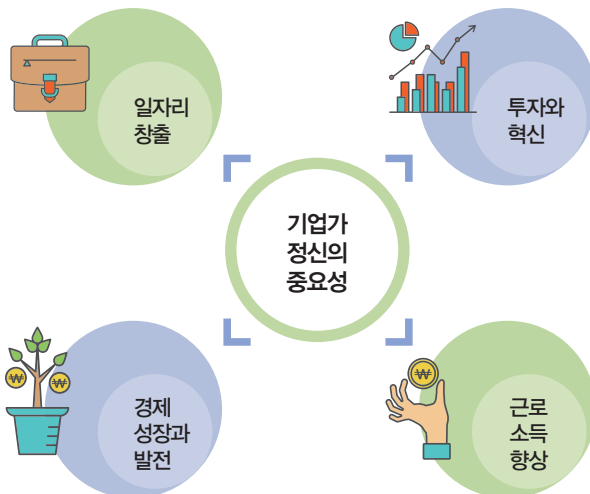 일자리
창출
투자와
혁신
기업가
정신의
중요성
경제
성장과
발전
근로
소득
향상